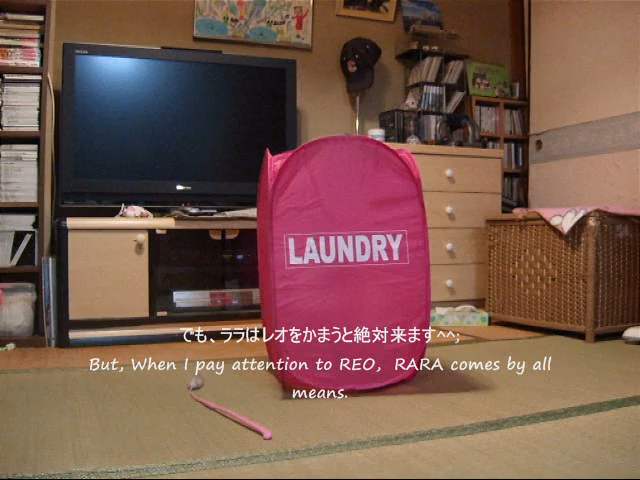 LAUNDRY
でも、ララはレオをかまうと絶対来ます^^;
But, When I pay attention to REO, RARA comes by all
means.